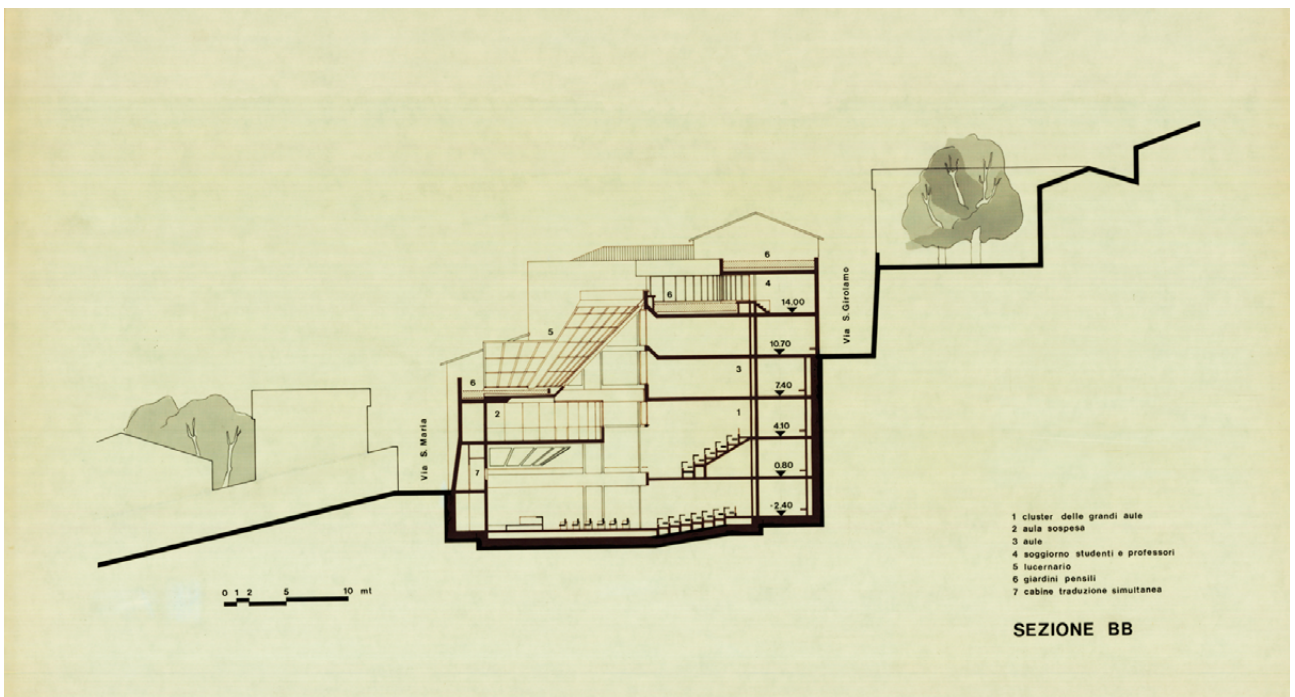 6
4
14.00
6
Via S. Girolamo
5
10.70
3
7.40
6
2
1
4.10
Via S. Maria
7
0.80
-2.40
0 1 2 5 10 mt
1 cluster delle grandi aule
2 aula sospesa
3 aule
4 soggiorno studenti e professori
5 lucernario
6 giardini pensili
7 cabine traduzione simultanea
SEZIONE BB